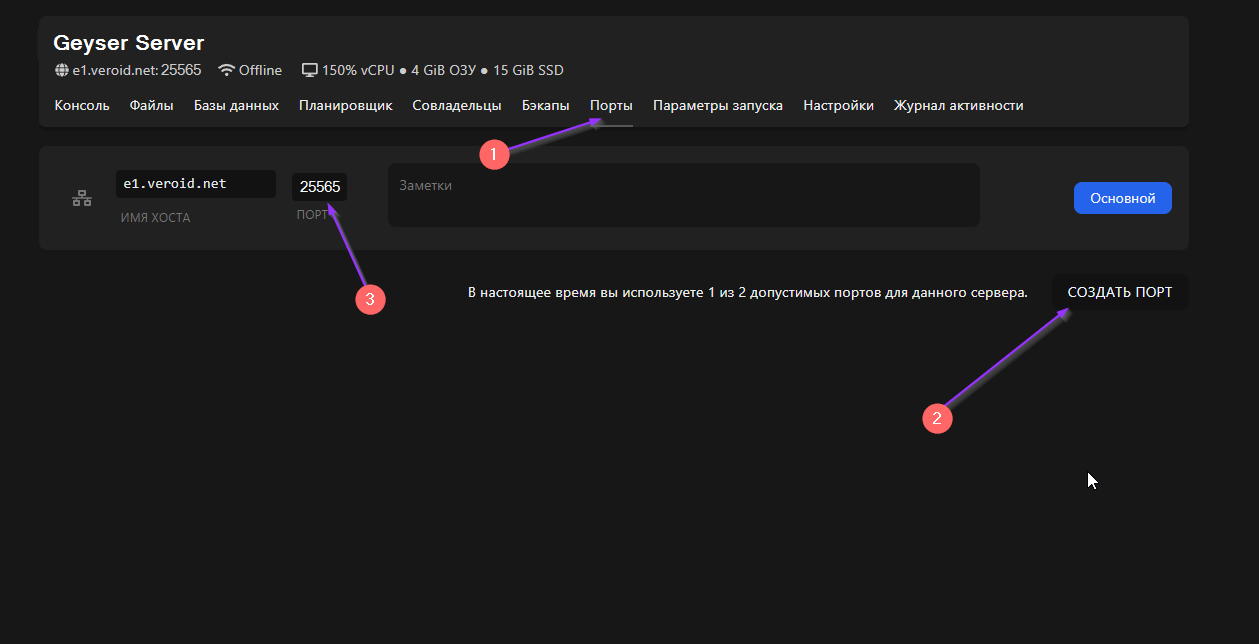 Geyser Server
e1.veroid.net: 25565 Offline 150% vCPU ● 4 GiB ОЗУ ● 15 GiB SSD
Консоль Файлы Базы данных Планировщик Совладельцы Бэкапы Порты Параметры запуска Настройки Журнал активности
1
e1.veroid.net 25565 Заметки Основной
ИМЯ ХОСТА ПОРТ
3
В настоящее время вы используете 1 из 2 допустимых портов для данного сервера. СОЗДАТЬ ПОРТ
2